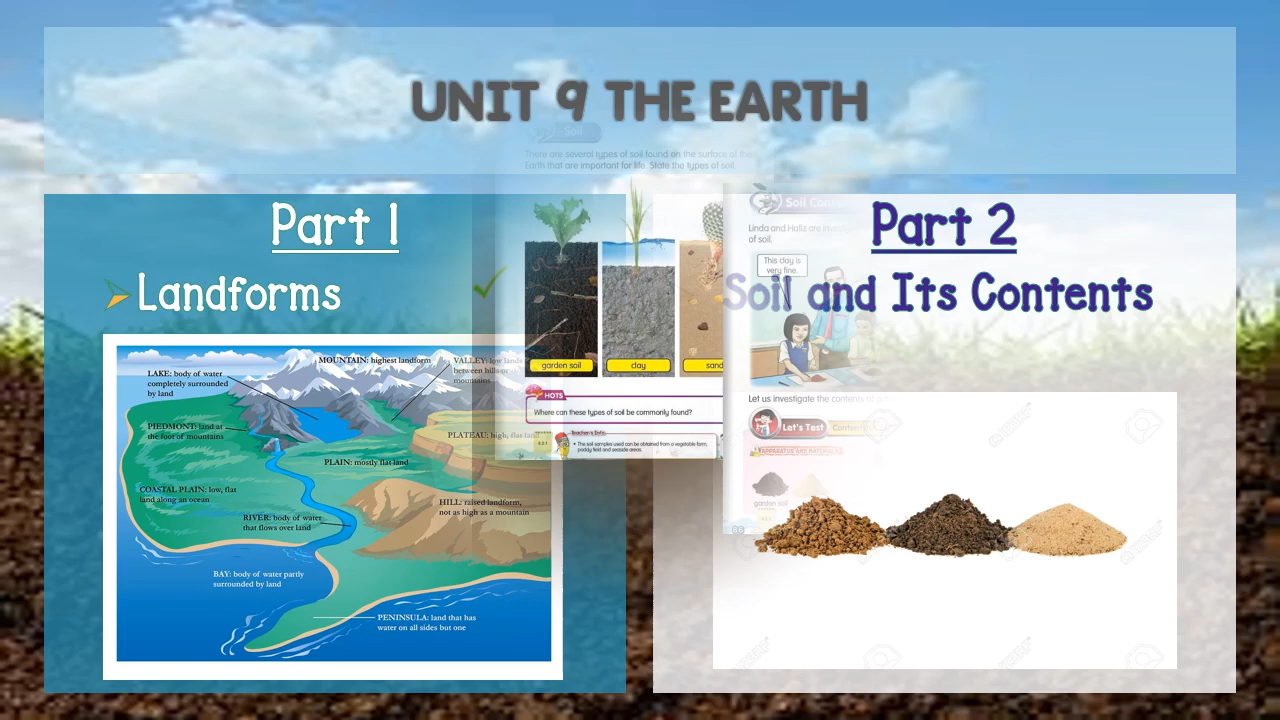 UNIT 9 THE EARTH
Soil
There are several types of soil found on the surface of the
Earth that are important for life. State the types of soil.
Part 1
Landforms
MOUNTAIN: highest landform
VALLEY: low land
between hills or
mountains
LAKE: body of water
completely surrounded
by land
PIEDMONT: land at
the foot of mountains
PLATEAU: high, flat land
PLAIN: mostly flat land
COASTAL PLAIN: low, flat
land along an ocean
HILL: raised landform,
not as high as a mountain
RIVER: body of water
that flows over land
BAY: body of water partly
surrounded by land
PENINSULA: land that has
water on all sides but one
garden soil
clay
sand
HOTS
Where can these types of soil be commonly found?
Teacher's Info
The soil samples used can be obtained from a vegetable farm,
paddy field and seaside areas.
Part 2
Soil and Its Contents
Soil
Linda and Hafiz are
of soil.
This clay is
very fine.
Let us investigate the contents of
Let's Test
APPARATUS AND MATERIALS
garden soil